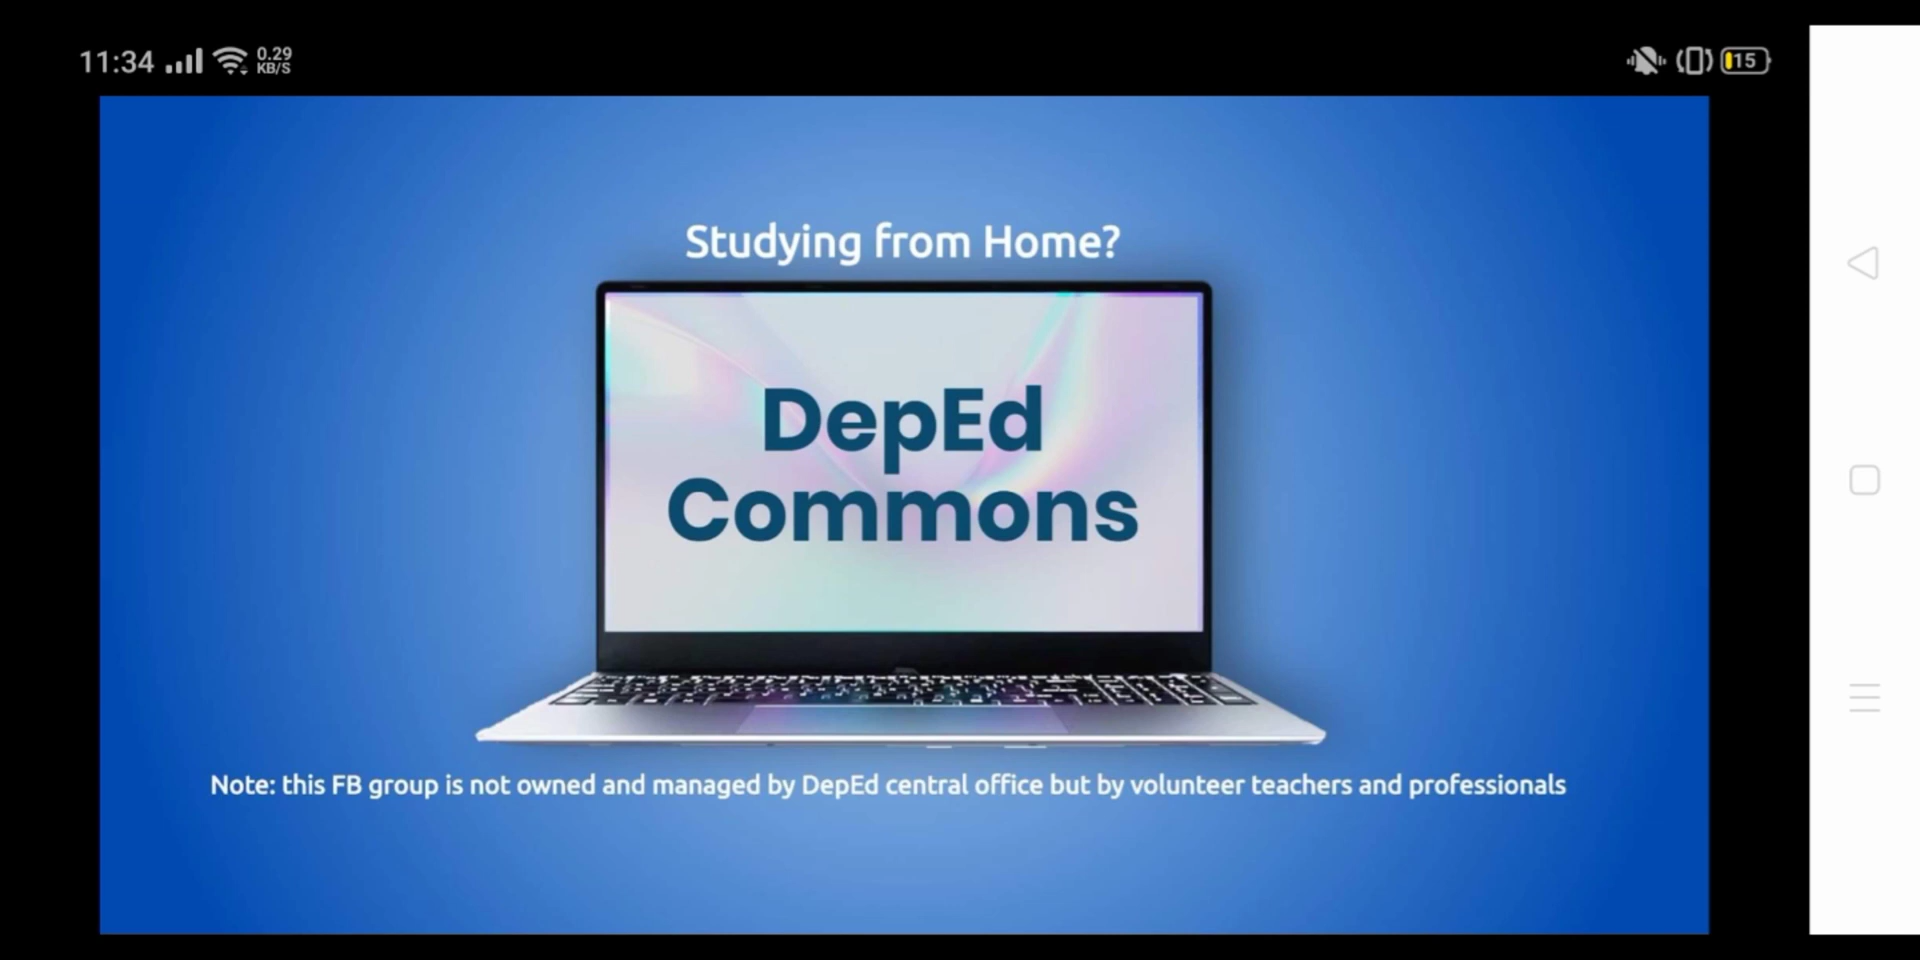 11:34 0.29 KB/S 15
Studying from Home?
DepEd
Commons
Note: this FB group is not owned and managed by DepEd central office but by volunteer teachers and professionals